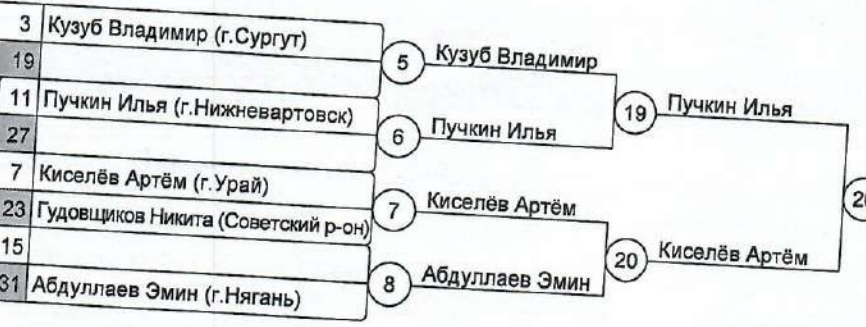 3 Кузуб Владимир (г.Сургут)
19
5 Кузуб Владимир
11 Пучкин Илья (г.Нижневартовск)
27
6 Пучкин Илья
19 Пучкин Илья
7 Киселёв Артём (г.Урай)
23 Гудовщиков Никита (Советский р-он)
7 Киселёв Артём
15
31 Абдуллаев Эмин (г.Нягань)
8 Абдуллаев Эмин
20 Киселёв Артём